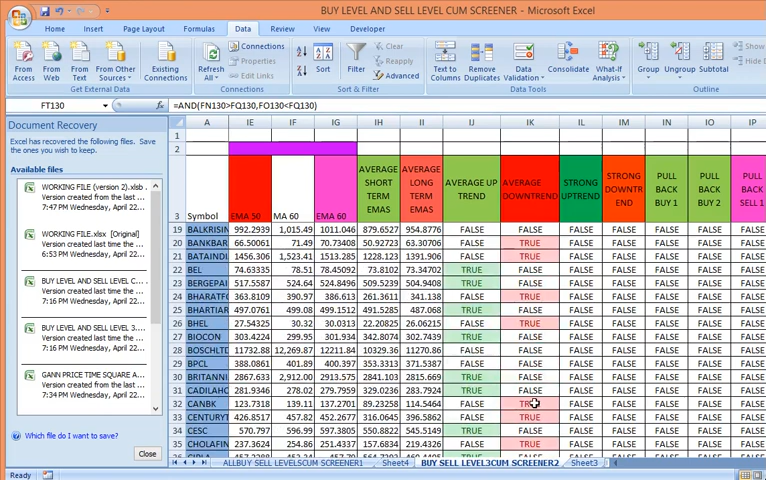 BUY LEVEL AND SELL LEVEL CUM SCREENER - Microsoft Excel
Home Insert Page Layout Formulas Data Review View Developer
From Access From Web From Text From Other Sources Existing Connections Refresh All Connections Properties Edit Links Sort Filter Clear Reapply Advanced Text to Columns Remove Duplicates Data Validation Consolidate What-If Analysis Group Ungroup Subtotal Show Hide
Get External Data Connections Sort & Filter Data Tools Outline
FT130 =AND(FN130>FQ130,FO130<FQ130)
Document Recovery
Excel has recovered the following files. Save the ones you wish to keep.
Available files
WORKING FILE (version 2).xlsb ...
Version created from the last ...
7:47 PM Wednesday, April 22...
WORKING FILE.xlsx [Original]
Version created last time the ...
6:53 PM Wednesday, April 22...
BUY LEVEL AND SELL LEVEL C...
Version created from the last ...
7:16 PM Wednesday, April 22...
BUY LEVEL AND SELL LEVEL 3....
Version created last time the ...
7:16 PM Wednesday, April 22...
GANN PRICE TIME SQUARE A...
Version created from the last ...
7:34 PM Wednesday, April 22...
Which file do I want to save?
Close
A IE IF IG IH II IJ IK IL IM IN IO IP
1
2
3 Symbol EMA 50 MA 60 EMA 60 AVERAGE SHORT TERM EMAS AVERAGE LONG TERM EMAS AVERAGE UP TREND AVERAGE DOWNTREND STRONG UPTREND STRONG DOWNTR END PULL BACK BUY 1 PULL BACK BUY 2 PULL BACK SELL 1
19 BALKRISIN 992.2939 1,015.49 1011.046 863.5249 954.8776 FALSE FALSE FALSE FALSE FALSE FALSE FALSE
20 BANKBAR 66.50061 71.49 70.73408 50.92723 63.30706 FALSE TRUE FALSE FALSE FALSE FALSE FALSE
21 BATAINDI 1456.306 1,523.41 1513.285 1228.123 1391.906 FALSE TRUE FALSE FALSE FALSE FALSE FALSE
22 BEL 74.63335 78.51 78.45092 73.8102 73.34702 TRUE FALSE FALSE FALSE FALSE FALSE FALSE
23 BERGEPAI 517.5587 524.64 524.8496 509.5239 504.9408 TRUE FALSE FALSE FALSE FALSE FALSE FALSE
24 BHARATFO 363.8109 397.41 386.613 261.3611 341.138 FALSE TRUE FALSE FALSE FALSE FALSE FALSE
25 BHARTIAR 497.0761 499.08 499.1512 491.5285 487.068 TRUE FALSE FALSE FALSE FALSE FALSE FALSE
26 BHEL 27.54325 30.32 30.0313 22.20825 26.06215 FALSE TRUE FALSE FALSE FALSE FALSE FALSE
27 BIOCON 303.4224 299.95 301.934 342.8074 302.7439 TRUE FALSE FALSE FALSE FALSE FALSE FALSE
28 BOSCHLTD 11732.88 12,269.87 12210.84 10329.36 11270.86 FALSE FALSE FALSE FALSE FALSE FALSE FALSE
29 BPCL 388.0861 401.89 400.397 353.3313 371.5387 FALSE FALSE FALSE FALSE FALSE FALSE FALSE
30 BRITANNI 2867.633 2,912.00 2913.575 2841.103 2815.669 TRUE FALSE FALSE FALSE FALSE FALSE FALSE
31 CADILAHC 281.9346 278.02 279.7959 329.0236 283.7924 TRUE FALSE FALSE FALSE FALSE FALSE FALSE
32 CANBK 123.7318 139.11 137.2701 89.23258 114.5464 FALSE FALSE FALSE FALSE FALSE FALSE
33 CENTURYT 426.8517 457.82 452.2677 316.0645 396.5862 FALSE TRUE FALSE FALSE FALSE FALSE FALSE
34 CESC 570.797 596.99 597.3805 550.8822 545.5149 TRUE FALSE FALSE FALSE FALSE FALSE FALSE
35 CHOLAFIN 237.3624 254.86 251.4337 157.6584 219.4326 FALSE TRUE FALSE FALSE FALSE FALSE FALSE
ALLBUY SELL LEVEL3CUM SCREENER1 Sheet4 BUY SELL LEVEL3CUM SCREENER2 Sheet3
Ready